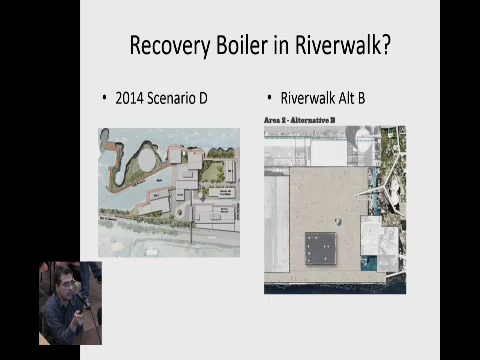 Recovery Boiler in Riverwalk?
• 2014 Scenario D
• Riverwalk Alt B
Area 2 - Alternative B